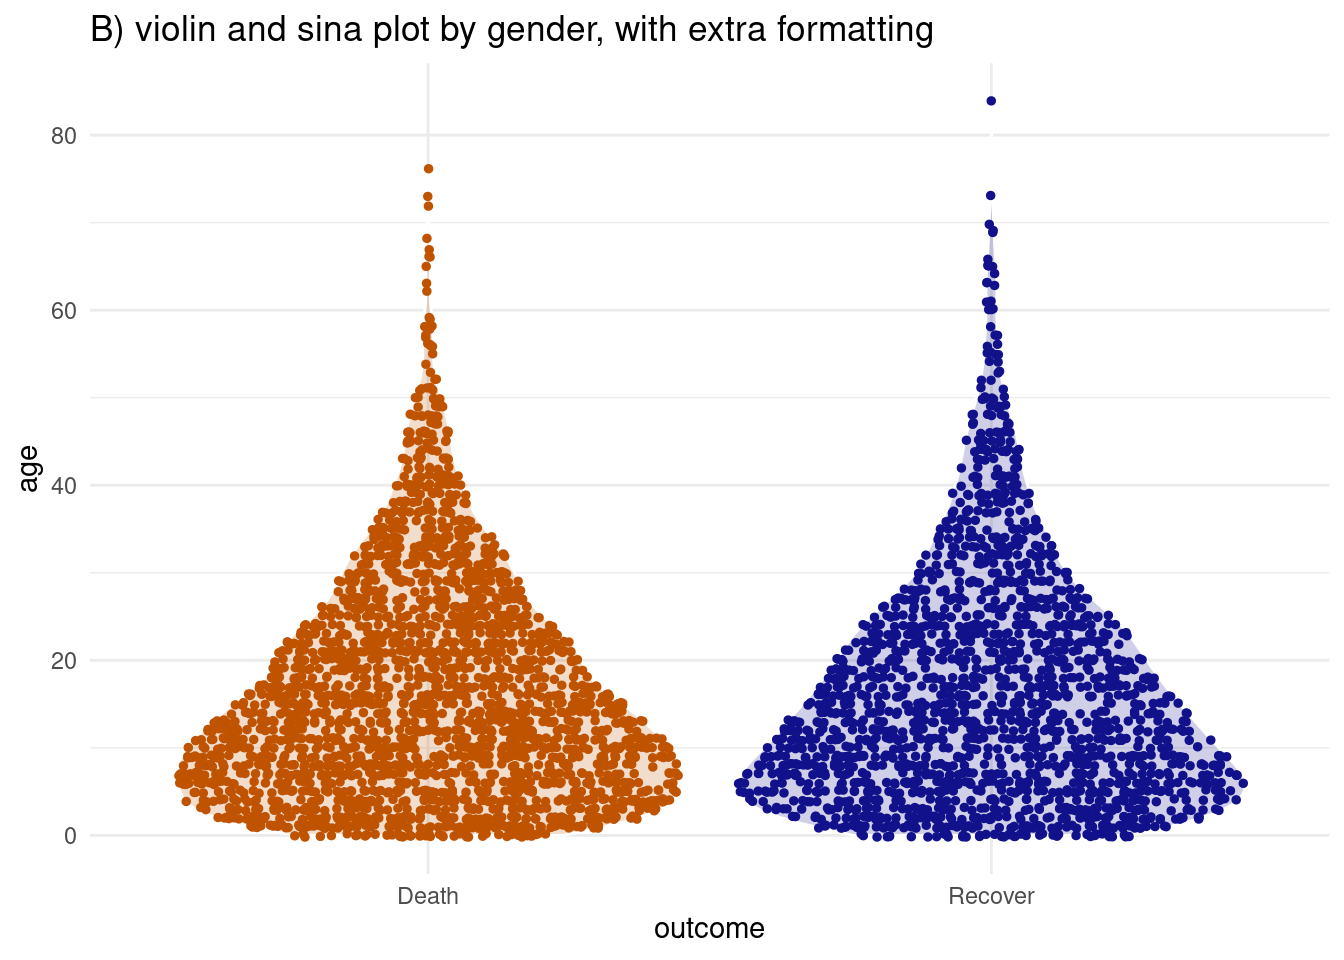 B) violin and sina plot by gender, with extra formatting
80
60
40
20
0
age
Death
Recover
outcome